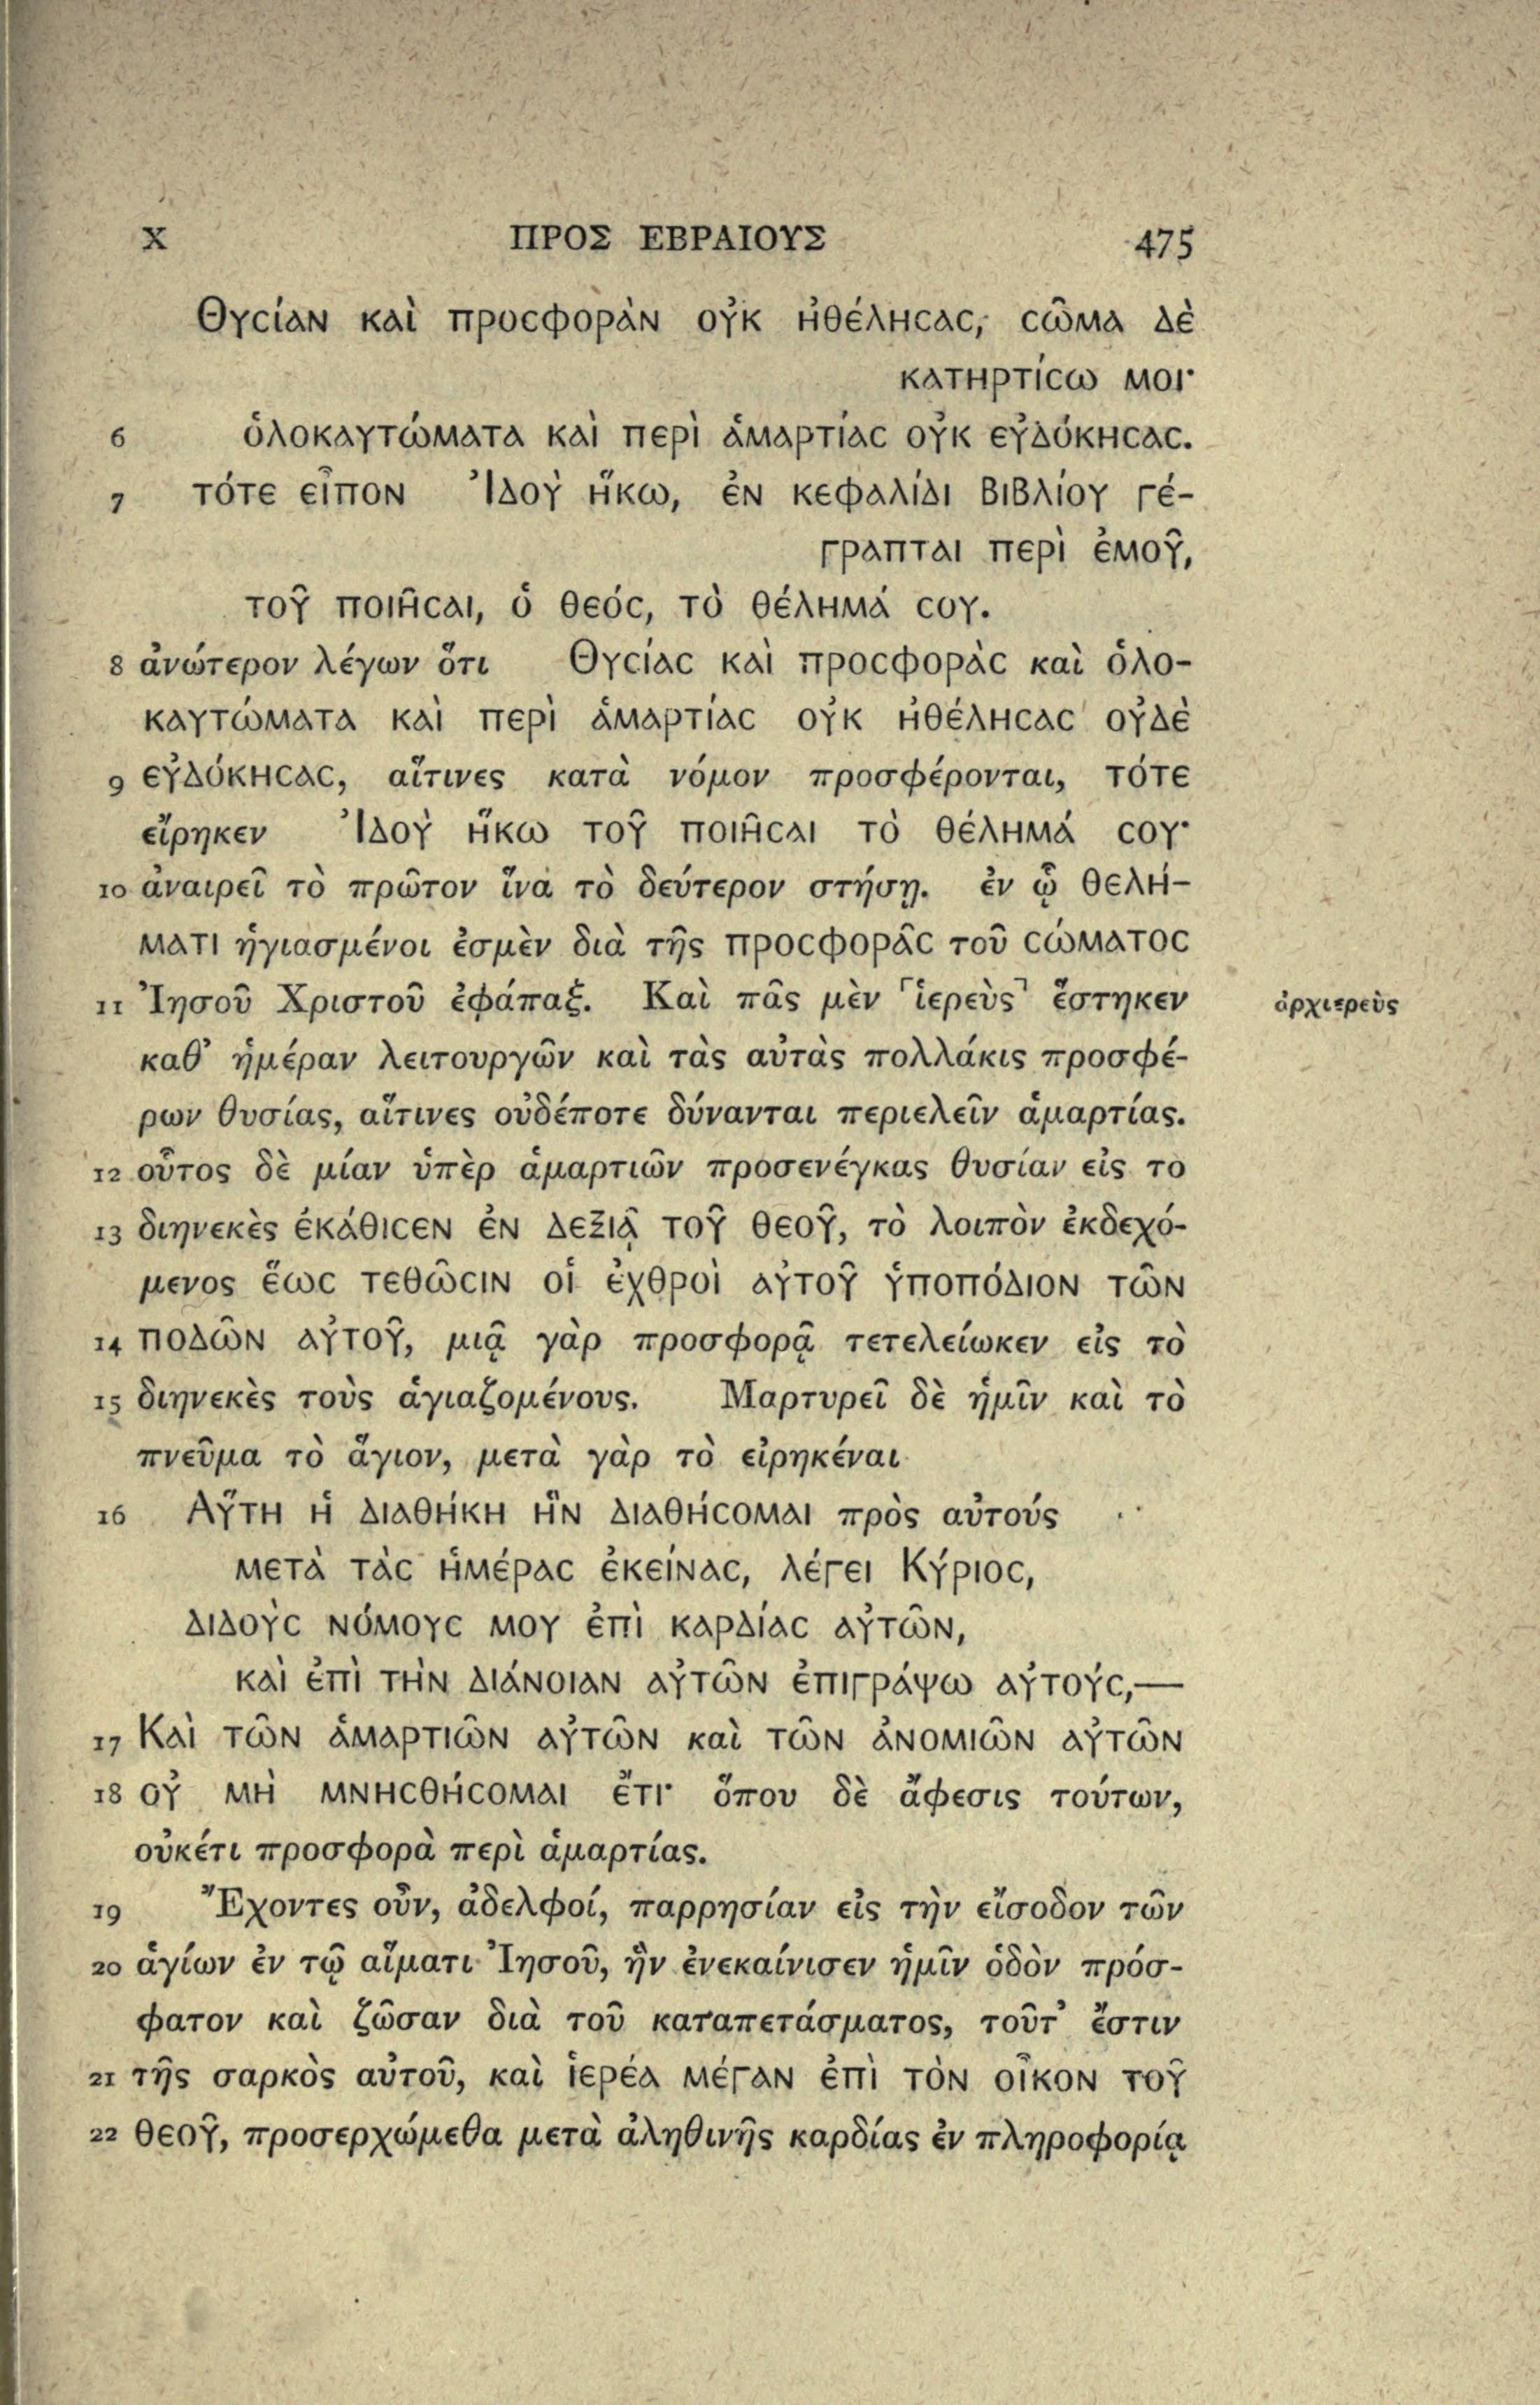 X ΠΡΟΣ ΕΒΡΑΙΟΥΣ 475
Θυσίαν καὶ προσφορὰν οὐκ ἠθέλησας, σῶμα δὲ
κατηρτίσω μοι·
6 ὁλοκαυτώματα καὶ περὶ ἁμαρτίας οὐκ εὐδόκησας.
7 τότε εἶπον Ἰδοὺ ἥκω, ἐν κεφαλίδι βιβλίου γέ-
γραπται περὶ ἐμοῦ,
τοῦ ποιῆσαι, ὁ θεός, τὸ θέλημά σου.
8 ἀνώτερον λέγων ὅτι Θυσίας καὶ προσφορὰς καὶ ὁλο-
καυτώματα καὶ περὶ ἁμαρτίας οὐκ ἠθέλησας οὐδὲ
9 εὐδόκησας, αἵτινες κατὰ νόμον προσφέρονται, τότε
εἴρηκεν Ἰδοὺ ἥκω τοῦ ποιῆσαι τὸ θέλημά σου·
10 ἀναιρεῖ τὸ πρῶτον ἵνα τὸ δεύτερον στήσῃ. ἐν ᾧ θελή-
ματι ἡγιασμένοι ἐσμὲν διὰ τῆς προσφορᾶς τοῦ σώματος
11 Ἰησοῦ Χριστοῦ ἐφάπαξ. Καὶ πᾶς μὲν ⸀ἱερεὺς⸣ ἕστηκεν ἀρχιερεὺς
καθ᾽ ἡμέραν λειτουργῶν καὶ τὰς αὐτὰς πολλάκις προσφέ-
ρων θυσίας, αἵτινες οὐδέποτε δύνανται περιελεῖν ἁμαρτίας.
12 οὗτος δὲ μίαν ὑπὲρ ἁμαρτιῶν προσενέγκας θυσίαν εἰς τὸ
13 διηνεκὲς ἐκάθισεν ἐν δεξιᾷ τοῦ θεοῦ, τὸ λοιπὸν ἐκδεχό-
μενος ἕως τεθῶσιν οἱ ἐχθροὶ αὐτοῦ ὑποπόδιον τῶν
14 ποδῶν αὐτοῦ, μιᾷ γὰρ προσφορᾷ τετελείωκεν εἰς τὸ
15 διηνεκὲς τοὺς ἁγιαζομένους. Μαρτυρεῖ δὲ ἡμῖν καὶ τὸ
πνεῦμα τὸ ἅγιον, μετὰ γὰρ τὸ εἰρηκέναι
16 Αὕτη ἡ διαθήκη ἣν διαθήσομαι πρὸς αὐτούς
μετὰ τὰς ἡμέρας ἐκείνας, λέγει Κύριος,
διδοὺς νόμους μου ἐπὶ καρδίας αὐτῶν,
καὶ ἐπὶ τὴν διάνοιαν αὐτῶν ἐπιγράψω αὐτούς,—
17 Καὶ τῶν ἁμαρτιῶν αὐτῶν καὶ τῶν ἀνομιῶν αὐτῶν
18 οὐ μὴ μνησθήσομαι ἔτι· ὅπου δὲ ἄφεσις τούτων,
οὐκέτι προσφορὰ περὶ ἁμαρτίας.
19 Ἔχοντες οὖν, ἀδελφοί, παρρησίαν εἰς τὴν εἴσοδον τῶν
20 ἁγίων ἐν τῷ αἵματι Ἰησοῦ, ἣν ἐνεκαίνισεν ἡμῖν ὁδὸν πρόσ-
φατον καὶ ζῶσαν διὰ τοῦ καταπετάσματος, τοῦτ᾽ ἔστιν
21 τῆς σαρκὸς αὐτοῦ, καὶ ἱερέα μέγαν ἐπὶ τὸν οἶκον τοῦ
22 θεοῦ, προσερχώμεθα μετὰ ἀληθινῆς καρδίας ἐν πληροφορίᾳ